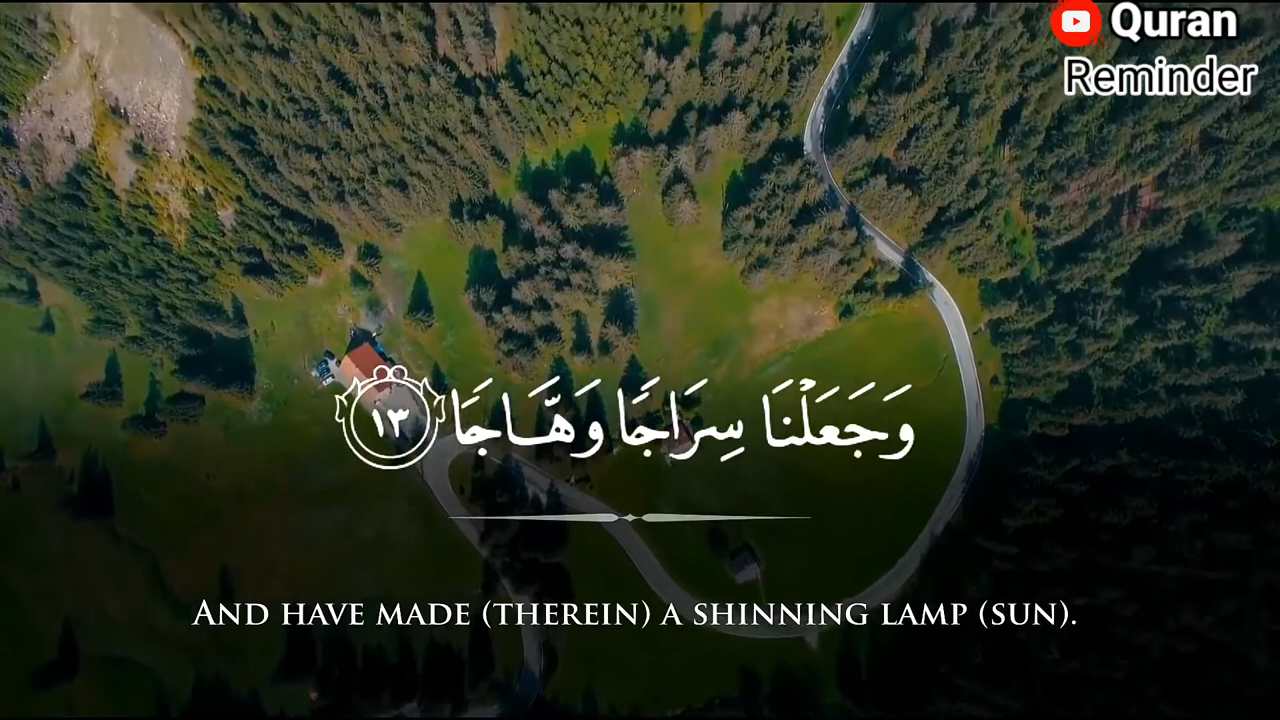 Quran
Reminder
وَجَعَلْنَا سِرَاجًا وَهَّاجًا ١٣
AND HAVE MADE (THEREIN) A SHINNING LAMP (SUN).